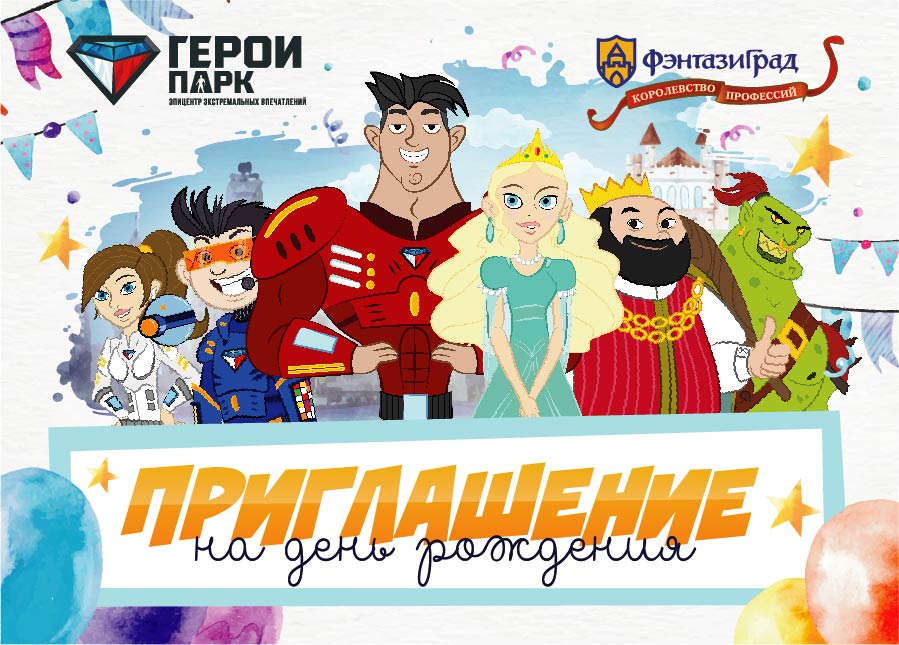 ГЕРОИ
ПАРК
ЭПИЦЕНТР ЭКСТРЕМАЛЬНЫХ ВПЕЧАТЛЕНИЙ
ФЭНТАЗИГРАД
КОРОЛЕВСТВО ПРОФЕССИЙ
ПРИГЛАШЕНИЕ
на день рождения